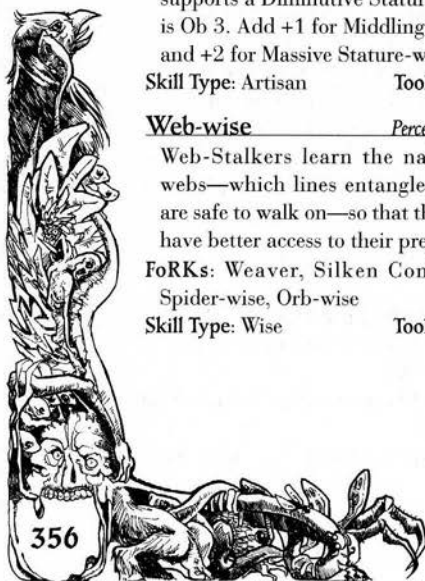 supports a Diminutive Statur
is Ob 3. Add +1 for Middling
and +2 for Massive Stature-w
Skill Type: Artisan Tool
Web-wise Perce
Web-Stalkers learn the na
webs—which lines entangle
are safe to walk on—so that th
have better access to their pre
FoRKs: Weaver, Silken Con
Spider-wise, Orb-wise
Skill Type: Wise Tool
356